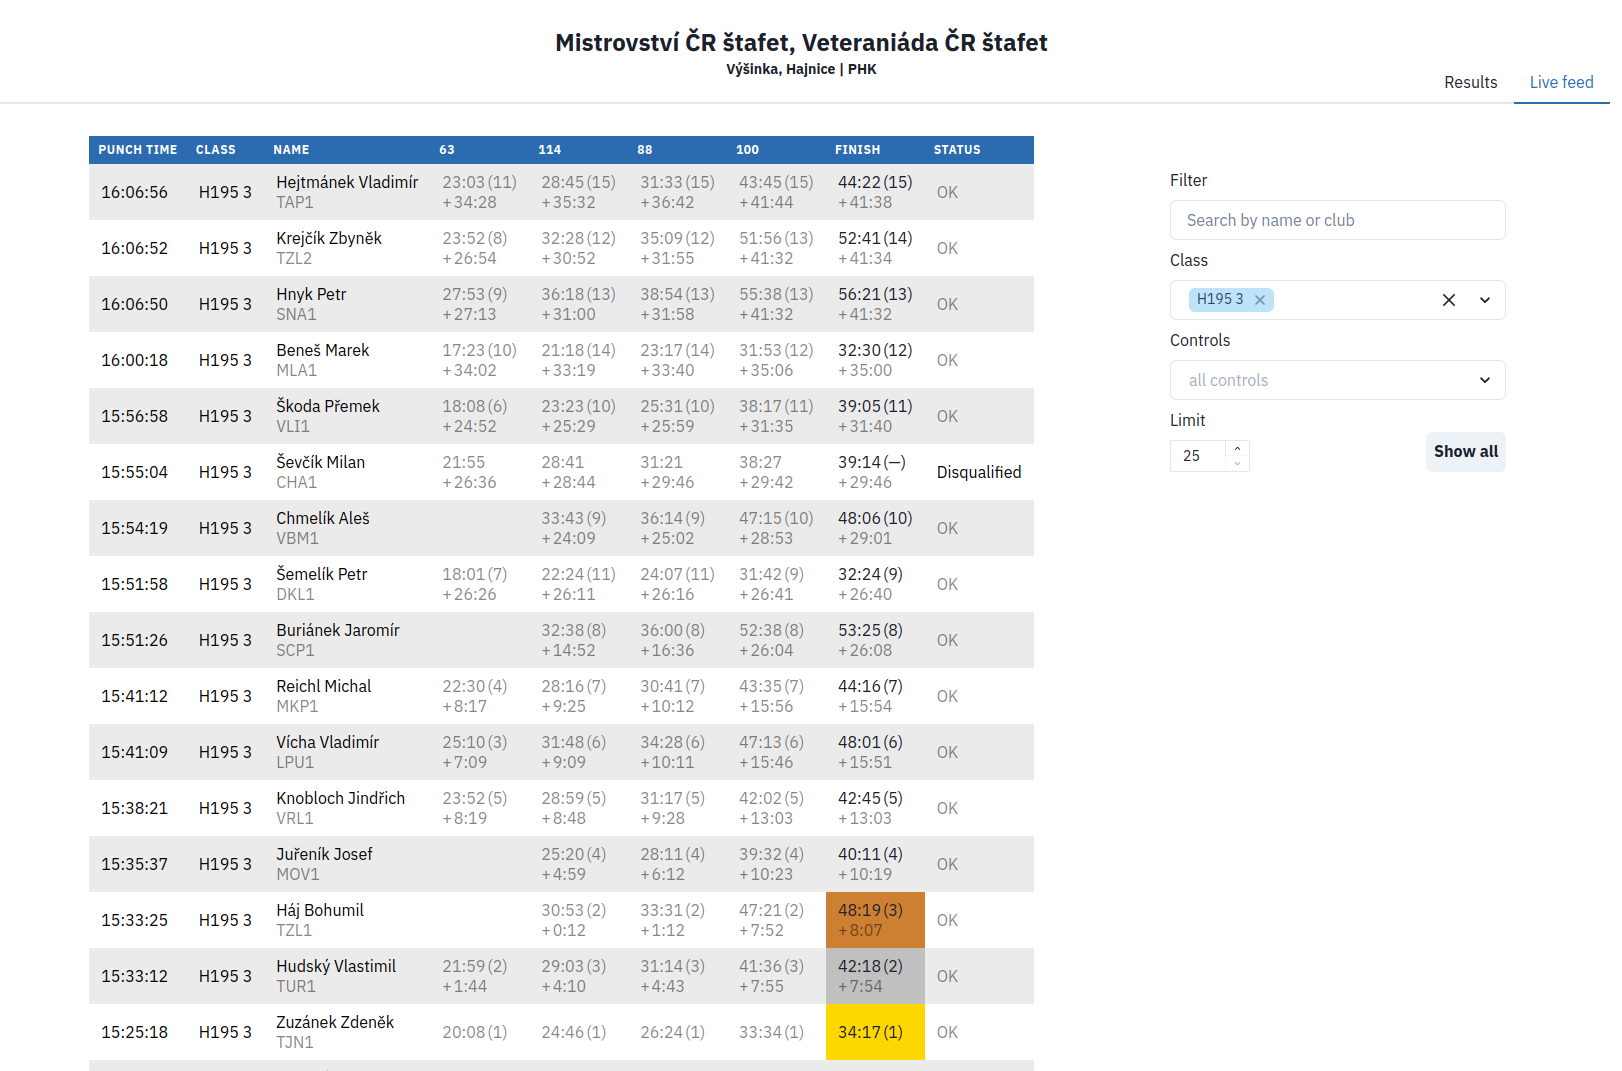 Mistrovství ČR štafet, Veteraniáda ČR štafet
Výšinka, Hajnice | PHK
Results Live feed
PUNCH TIME CLASS NAME 63 114 88 100 FINISH STATUS
16:06:56 H195 3 Hejtmánek Vladimír 23:03 (11) 28:45 (15) 31:33 (15) 43:45 (15) 44:22 (15) OK
TAP1 +34:28 +35:32 +36:42 +41:44 +41:38
16:06:52 H195 3 Krejčík Zbyněk 23:52 (8) 32:28 (12) 35:09 (12) 51:56 (13) 52:41 (14) OK
TZL2 +26:54 +30:52 +31:55 +41:32 +41:34
16:06:50 H195 3 Hnyk Petr 27:53 (9) 36:18 (13) 38:54 (13) 55:38 (13) 56:21 (13) OK
SNA1 +27:13 +31:00 +31:58 +41:32 +41:32
16:00:18 H195 3 Beneš Marek 17:23 (10) 21:18 (14) 23:17 (14) 31:53 (12) 32:30 (12) OK
MLA1 +34:02 +33:19 +33:40 +35:06 +35:00
15:56:58 H195 3 Škoda Přemek 18:08 (6) 23:23 (10) 25:31 (10) 38:17 (11) 39:05 (11) OK
VLI1 +24:52 +25:29 +25:59 +31:35 +31:40
15:55:04 H195 3 Ševčík Milan 21:55 28:41 31:21 38:27 39:14 (—) Disqualified
CHA1 +26:36 +28:44 +29:46 +29:42 +29:46
15:54:19 H195 3 Chmelík Aleš 33:43 (9) 36:14 (9) 47:15 (10) 48:06 (10) OK
VBM1 +24:09 +25:02 +28:53 +29:01
15:51:58 H195 3 Šemelík Petr 18:01 (7) 22:24 (11) 24:07 (11) 31:42 (9) 32:24 (9) OK
DKL1 +26:26 +26:11 +26:16 +26:41 +26:40
15:51:26 H195 3 Buriánek Jaromír 32:38 (8) 36:00 (8) 52:38 (8) 53:25 (8) OK
SCP1 +14:52 +16:36 +26:04 +26:08
15:41:12 H195 3 Reichl Michal 22:30 (4) 28:16 (7) 30:41 (7) 43:35 (7) 44:16 (7) OK
MKP1 +8:17 +9:25 +10:12 +15:56 +15:54
15:41:09 H195 3 Vícha Vladimír 25:10 (3) 31:48 (6) 34:28 (6) 47:13 (6) 48:01 (6) OK
LPU1 +7:09 +9:09 +10:11 +15:46 +15:51
15:38:21 H195 3 Knobloch Jindřich 23:52 (5) 28:59 (5) 31:17 (5) 42:02 (5) 42:45 (5) OK
VRL1 +8:19 +8:48 +9:28 +13:03 +13:03
15:35:37 H195 3 Juřeník Josef 25:20 (4) 28:11 (4) 39:32 (4) 40:11 (4) OK
MOV1 +4:59 +6:12 +10:23 +10:19
15:33:25 H195 3 Háj Bohumil 30:53 (2) 33:31 (2) 47:21 (2) 48:19 (3) OK
TZL1 +0:12 +1:12 +7:52 +8:07
15:33:12 H195 3 Hudský Vlastimil 21:59 (2) 29:03 (3) 31:14 (3) 41:36 (3) 42:18 (2) OK
TUR1 +1:44 +4:10 +4:43 +7:55 +7:54
15:25:18 H195 3 Zuzánek Zdeněk 20:08 (1) 24:46 (1) 26:24 (1) 33:34 (1) 34:17 (1) OK
TJN1
Filter
Search by name or club
Class
H195 3
Controls
all controls
Limit
25
Show all